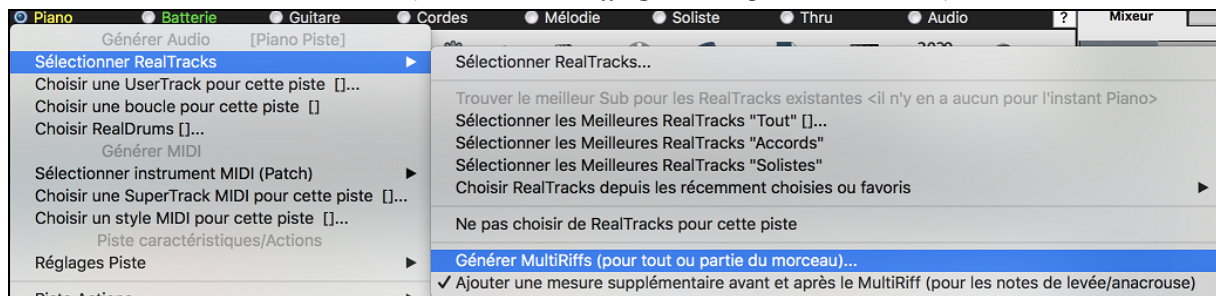 Piano Batterie Guitare Cordes Mélodie Soliste Thru Audio ? Mixeur
Générer Audio [Piano Piste]
Sélectionner RealTracks
Choisir une UserTrack pour cette piste []...
Choisir une boucle pour cette piste []
Choisir RealDrums []...
Générer MIDI
Sélectionner instrument MIDI (Patch)
Choisir une SuperTrack MIDI pour cette piste []...
Choisir un style MIDI pour cette piste []...
Piste caractéristiques/Actions
Réglages Piste
Sélectionner RealTracks...
Trouver le meilleur Sub pour les RealTracks existantes <il n'y en a aucun pour l'instant Piano>
Sélectionner les Meilleures RealTracks "Tout" []...
Sélectionner les Meilleures RealTracks "Accords"
Sélectionner les Meilleures RealTracks "Solistes"
Choisir RealTracks depuis les récemment choisies ou favoris
Ne pas choisir de RealTracks pour cette piste
Générer MultiRiffs (pour tout ou partie du morceau)...
✓ Ajouter une mesure supplémentaire avant et après le MultiRiff (pour les notes de levée/anacrouse)